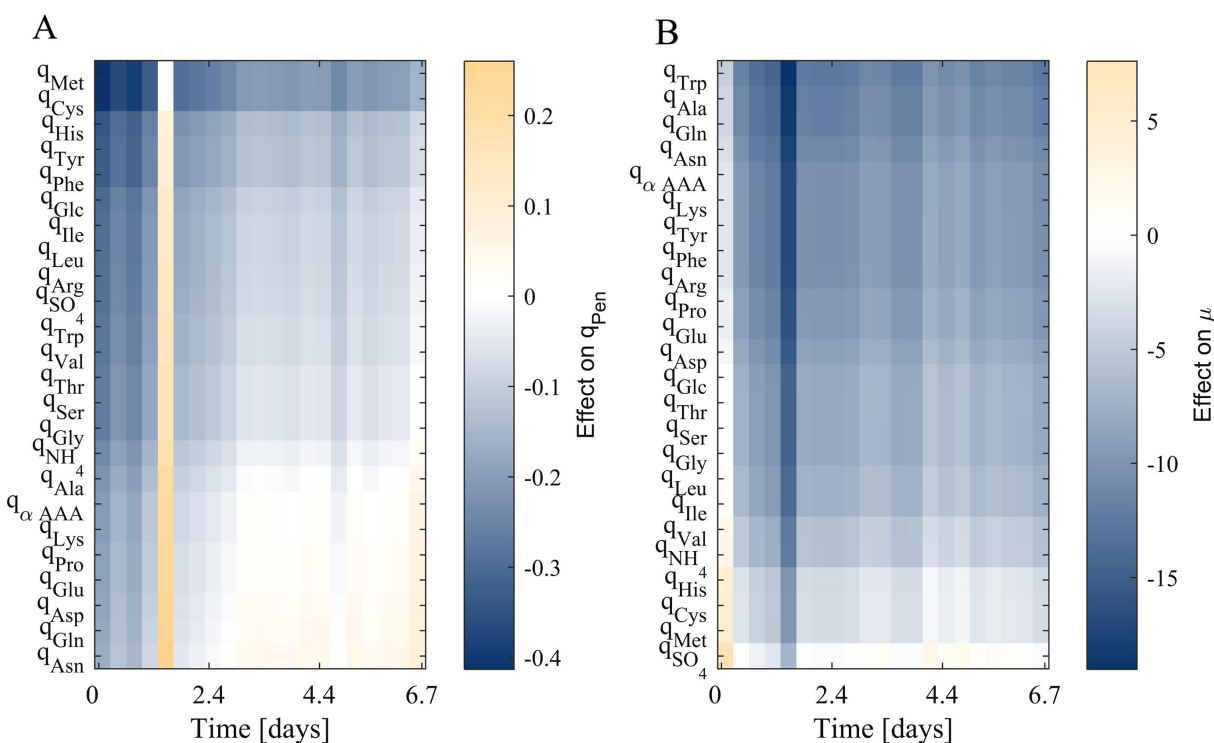 A
q_Met
q_Cys
q_His
q_Tyr
q_Phe
q_Glc
q_Ile
q_Leu
q_Arg
q_SO_4
q_Trp
q_Val
q_Thr
q_Ser
q_Gly
q_NH_4
q_Ala
q_α AAA
q_Lys
q_Pro
q_Glu
q_Asp
q_Gln
q_Asn
0 2.4 4.4 6.7
Time [days]
0.2
0.1
0
-0.1
-0.2
-0.3
-0.4
Effect on q_Pen
B
q_Trp
q_Ala
q_Gln
q_Asn
q_α AAA
q_Lys
q_Tyr
q_Phe
q_Arg
q_Pro
q_Glu
q_Asp
q_Glc
q_Thr
q_Ser
q_Gly
q_Leu
q_Ile
q_Val
q_NH_4
q_His
q_Cys
q_Met
q_SO_4
0 2.4 4.4 6.7
Time [days]
5
0
-5
-10
-15
Effect on μ